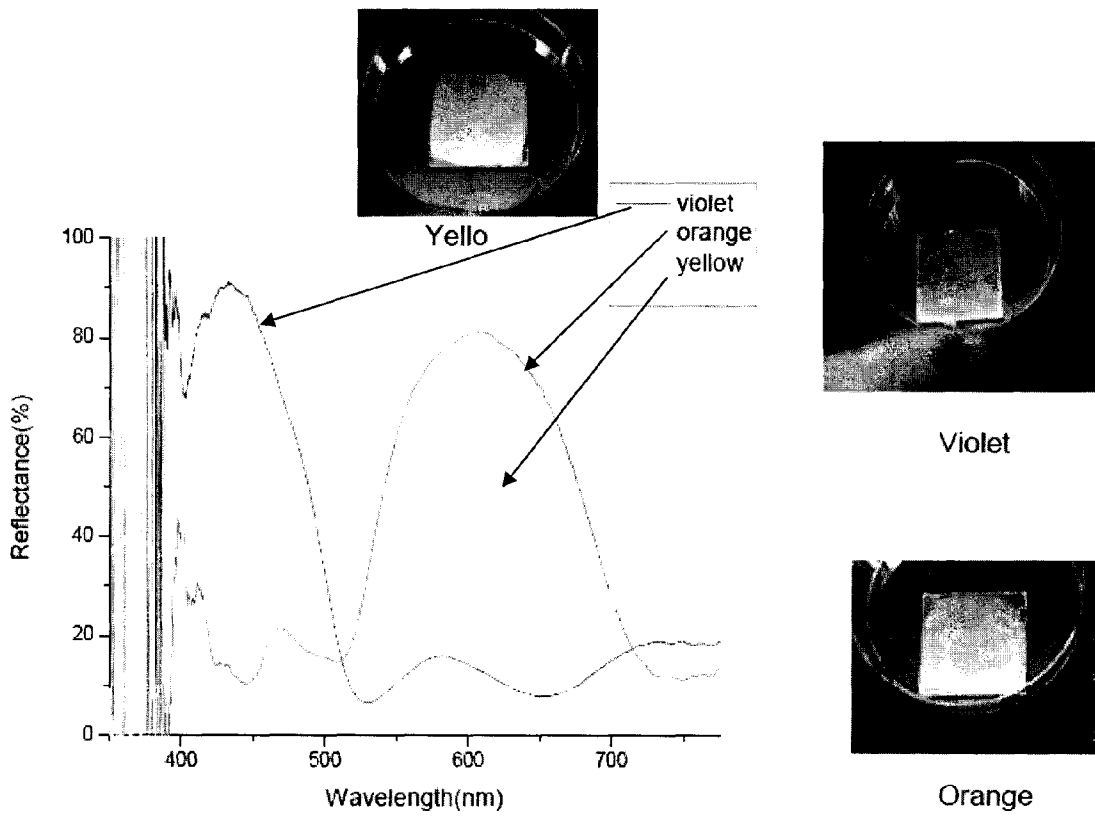 Yello
violet
orange
yellow
Violet
Orange
100
80
60
40
20
0
400
500
600
700
Reflectance(%)
Wavelength(nm)